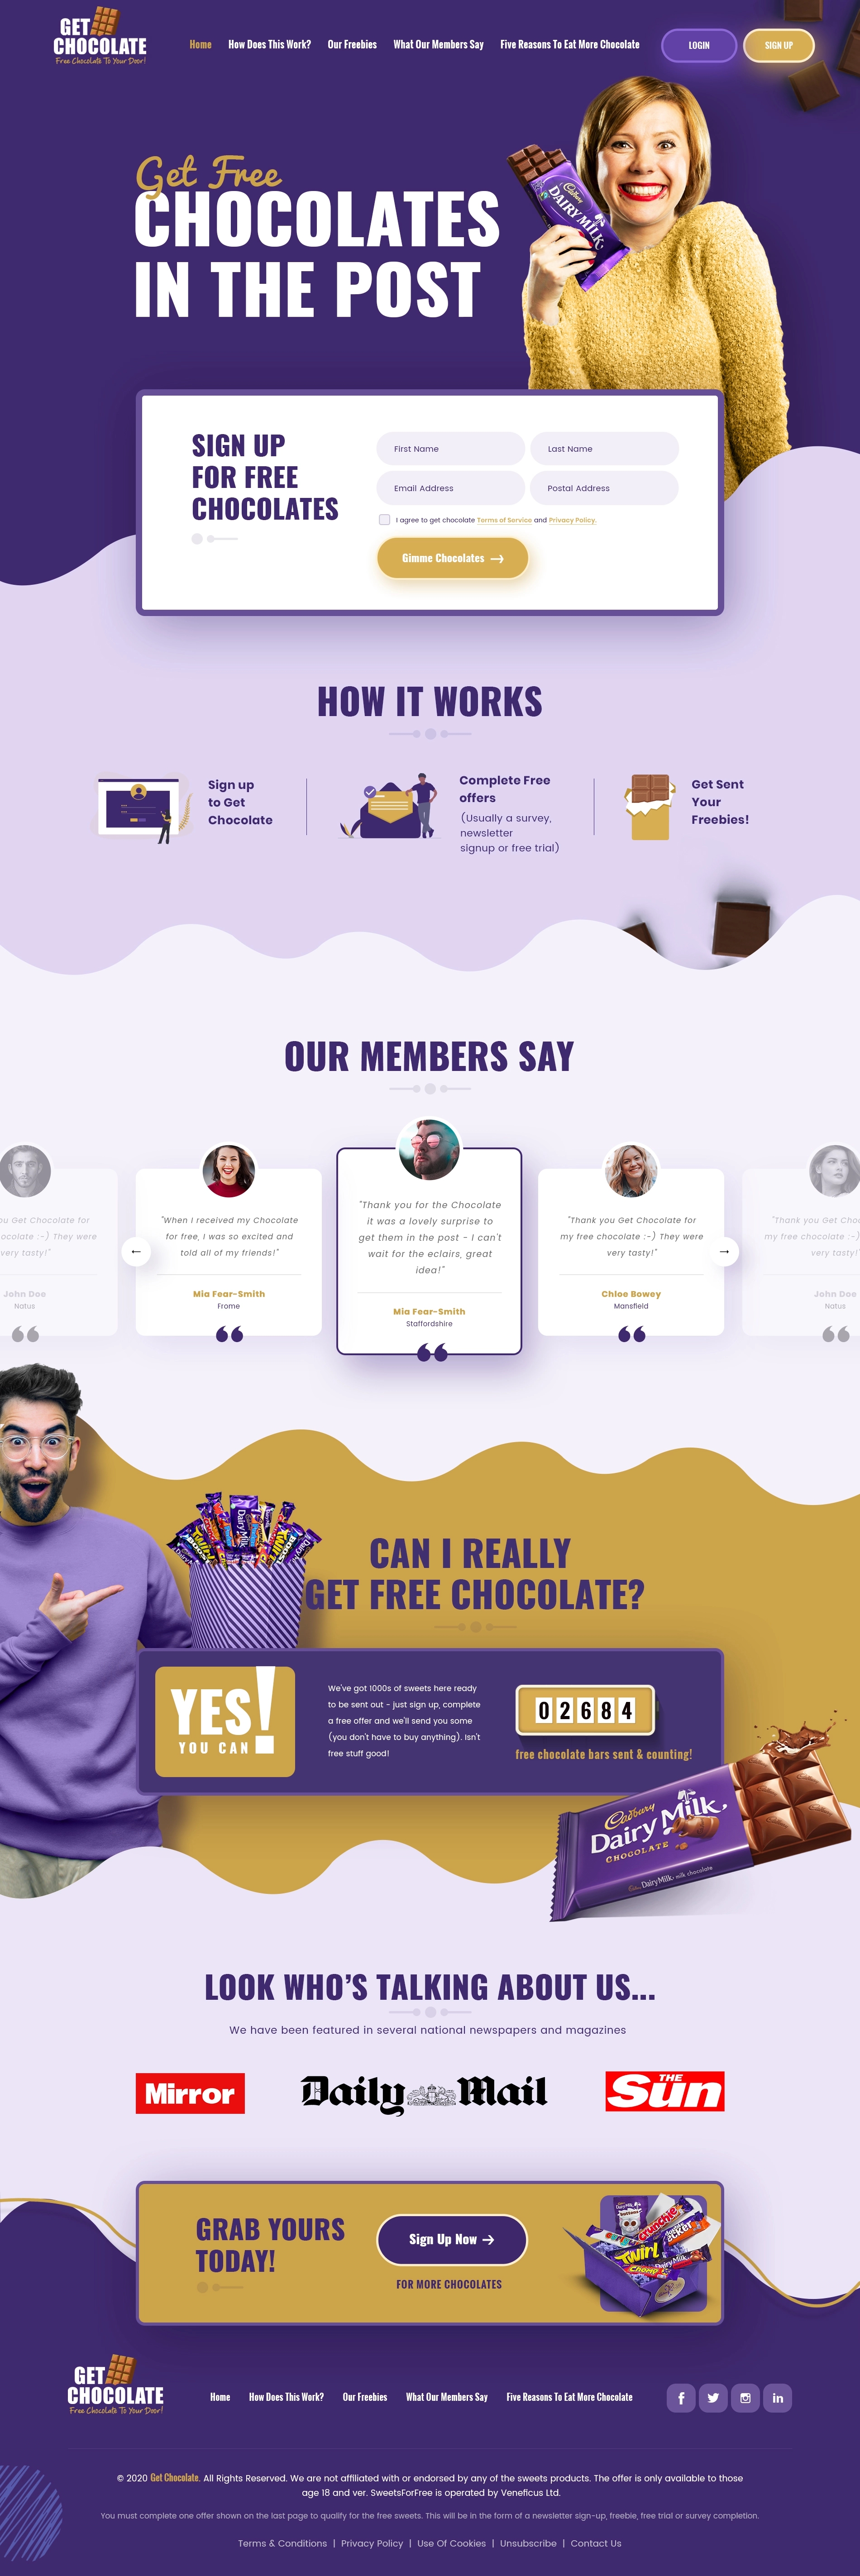 GET
CHOCOLATE
Free Chocolate To Your Door!
Home How Does This Work? Our Freebies What Our Members Say Five Reasons To Eat More Chocolate LOGIN SIGN UP
Get Free
CHOCOLATES
IN THE POST
Cadbury
DAIRY MILK
SIGN UP
FOR FREE
CHOCOLATES
First Name Last Name
Email Address Postal Address
I agree to get chocolate Terms of Service and Privacy Policy.
Gimme Chocolates →
HOW IT WORKS
Sign up
to Get
Chocolate
Complete Free
offers
(Usually a survey,
newsletter
signup or free trial)
Get Sent
Your
Freebies!
OUR MEMBERS SAY
ou Get Chocolate for
colate :-) They were
very tasty!"
John Doe
Natus
"When I received my Chocolate
for free, I was so excited and
told all of my friends!"
Mia Fear-Smith
Frome
"Thank you for the Chocolate
it was a lovely surprise to
get them in the post - I can't
wait for the eclairs, great
idea!"
Mia Fear-Smith
Staffordshire
"Thank you Get Chocolate for
my free chocolate :-) They were
very tasty!"
Chloe Bowey
Mansfield
"Thank you Get Choc
my free chocolate :-)
very tasty!"
John Doe
Natus
CAN I REALLY
GET FREE CHOCOLATE?
YES!
YOU CAN
We've got 1000s of sweets here ready
to be sent out - just sign up, complete
a free offer and we'll send you some
(you don't have to buy anything). Isn't
free stuff good!
02684
free chocolate bars sent & counting!
Cadbury
Dairy Milk
CHOCOLATE
DairyMilk milk chocolate
LOOK WHO'S TALKING ABOUT US...
We have been featured in several national newspapers and magazines
Mirror
Daily Mail
THE
Sun
GRAB YOURS
TODAY!
Sign Up Now →
FOR MORE CHOCOLATES
Crunchie
Twirl
Chomp
DairyMilk
GET
CHOCOLATE
Free Chocolate To Your Door!
Home How Does This Work? Our Freebies What Our Members Say Five Reasons To Eat More Chocolate
© 2020 Get Chocolate. All Rights Reserved. We are not affiliated with or endorsed by any of the sweets products. The offer is only available to those
age 18 and ver. SweetsForFree is operated by Veneficus Ltd.
You must complete one offer shown on the last page to qualify for the free sweets. This will be in the form of a newsletter sign-up, freebie, free trial or survey completion.
Terms & Conditions | Privacy Policy | Use Of Cookies | Unsubscribe | Contact Us